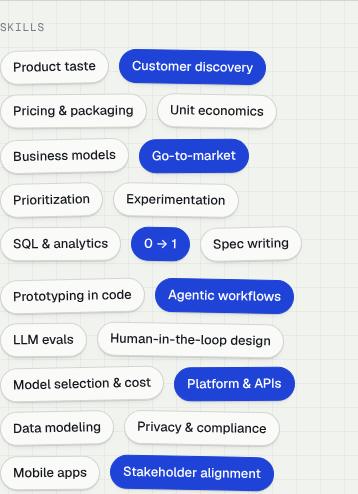 SKILLS
Product taste Customer discovery
Pricing & packaging Unit economics
Business models Go-to-market
Prioritization Experimentation
SQL & analytics 0 → 1 Spec writing
Prototyping in code Agentic workflows
LLM evals Human-in-the-loop design
Model selection & cost Platform & APIs
Data modeling Privacy & compliance
Mobile apps Stakeholder alignment